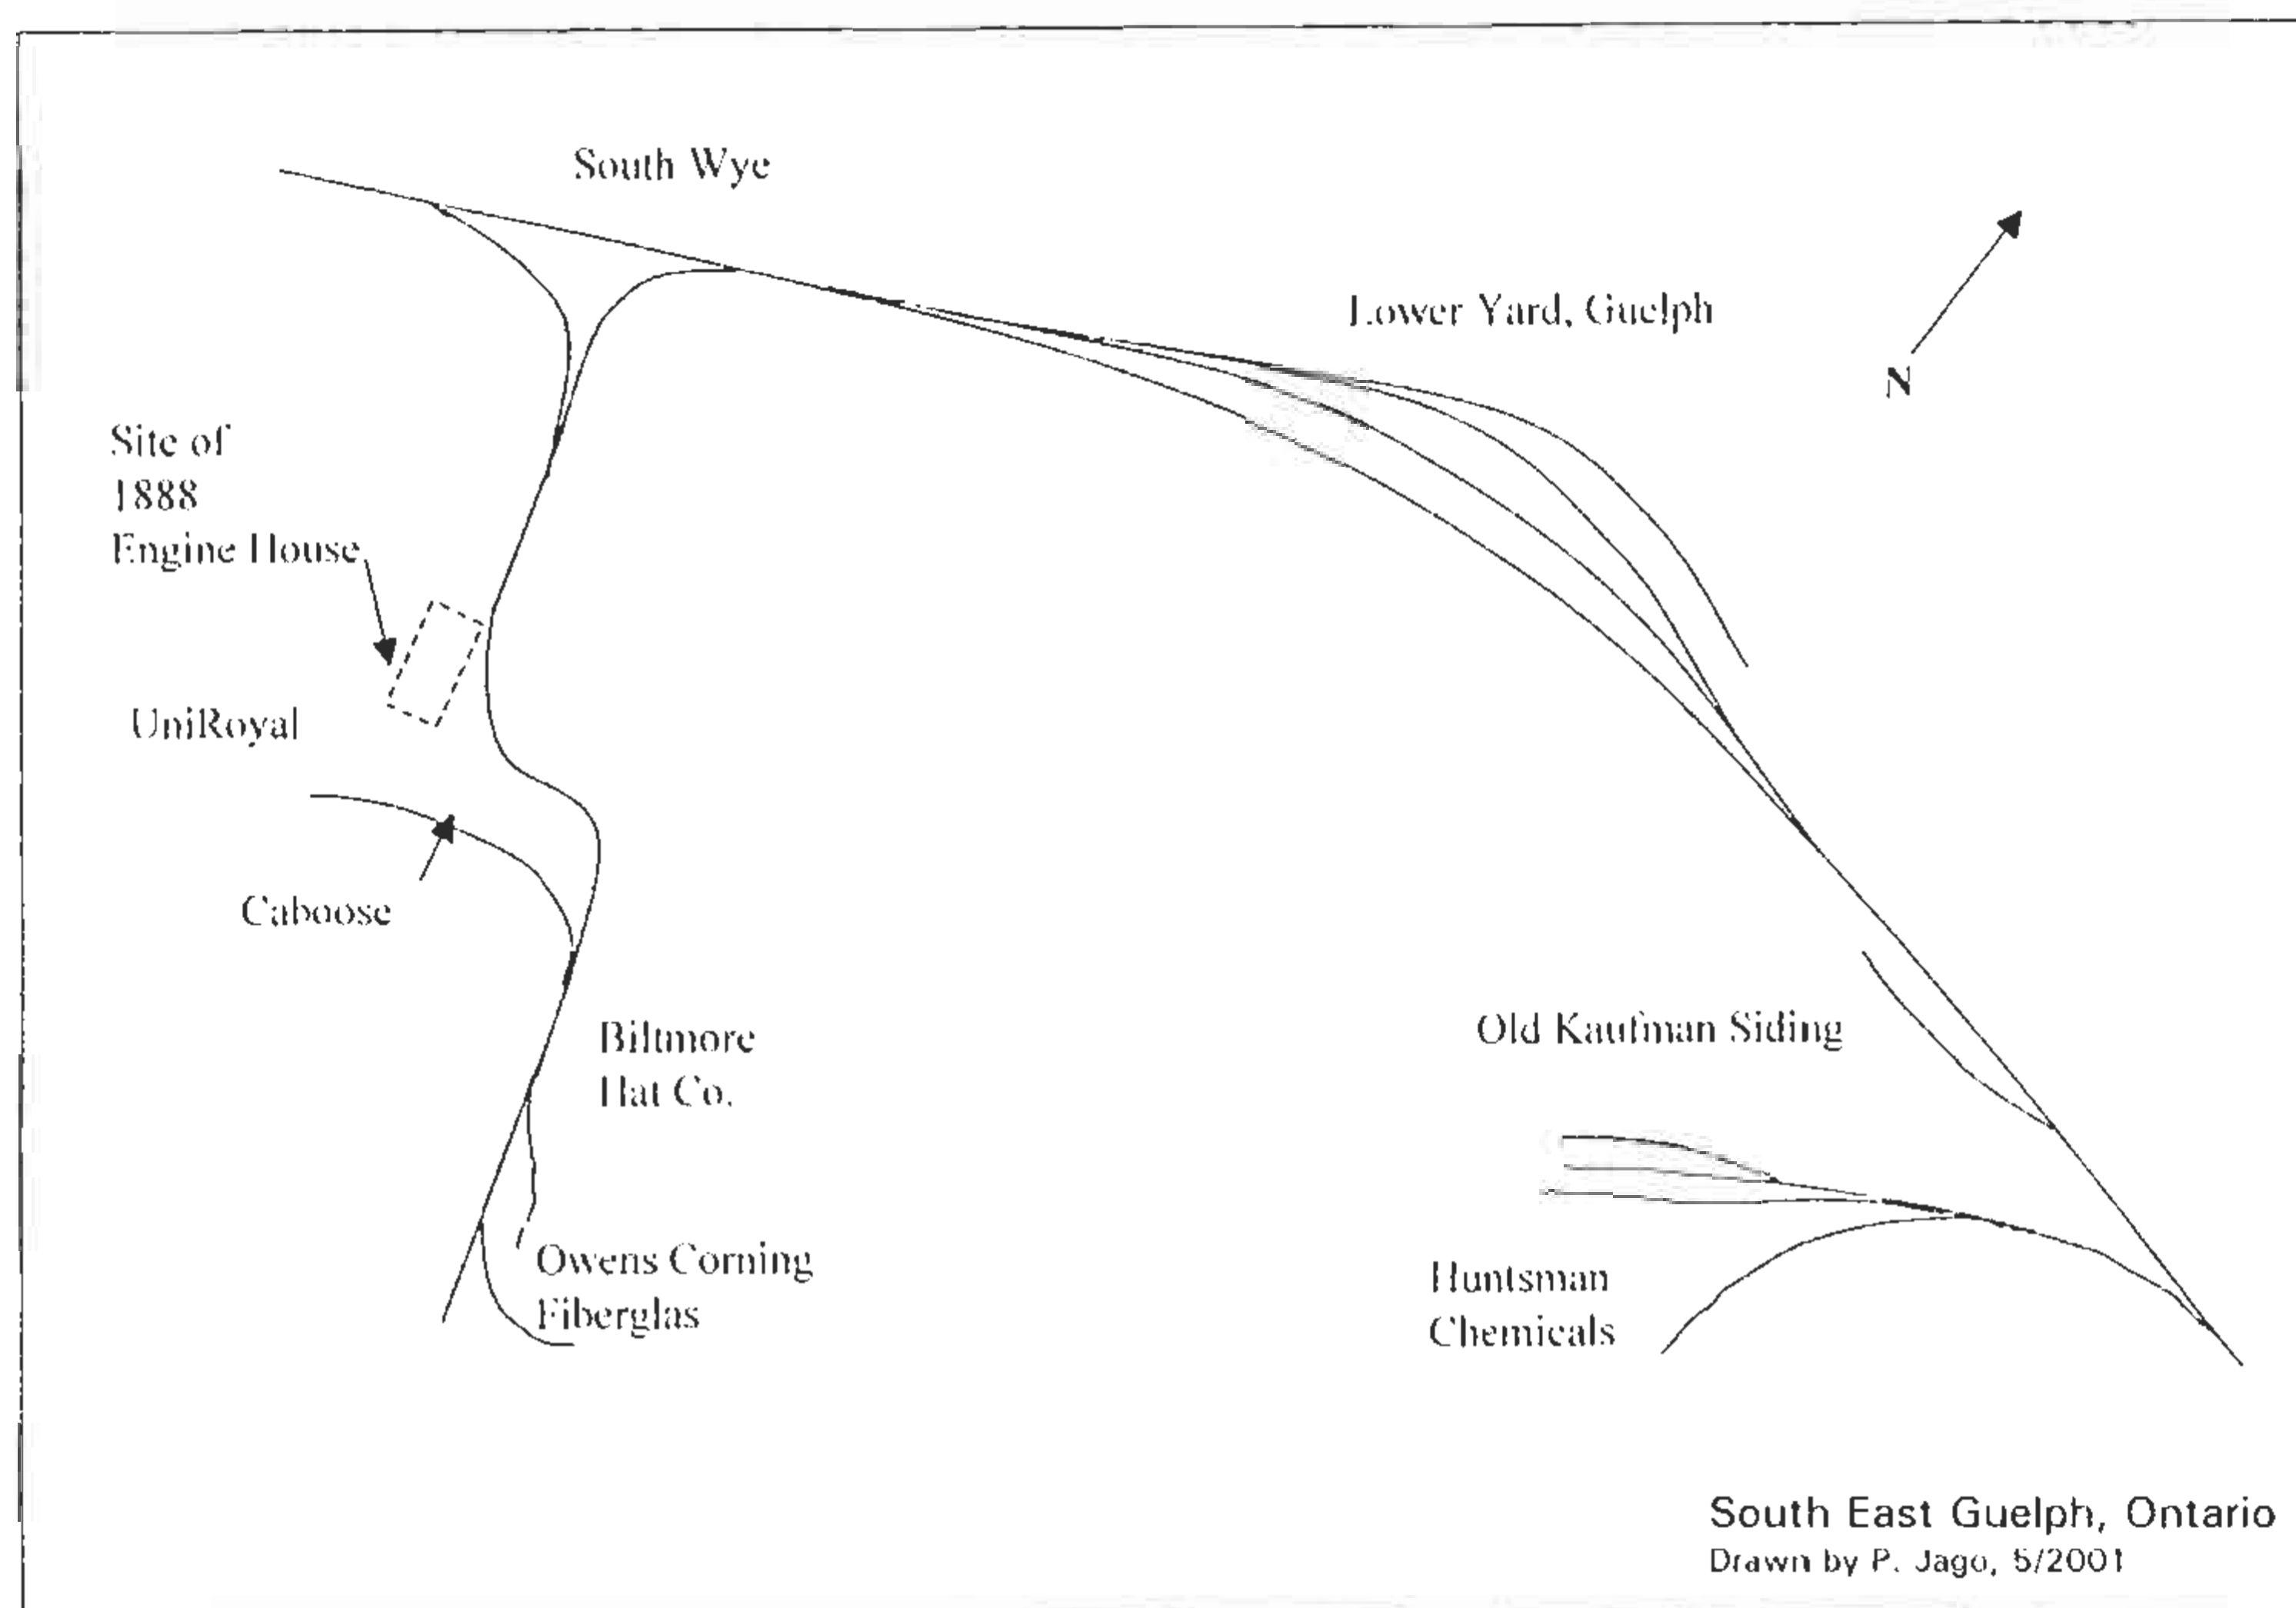 South Wye
Lower Yard, Guelph
N
Site of
1888
Engine House
UniRoyal
Caboose
Biltmore
Hat Co.
Old Kaufman Siding
Owens Corning
Fiberglas
Huntsman
Chemicals
South East Guelph, Ontario
Drawn by P. Jago, 5/2001